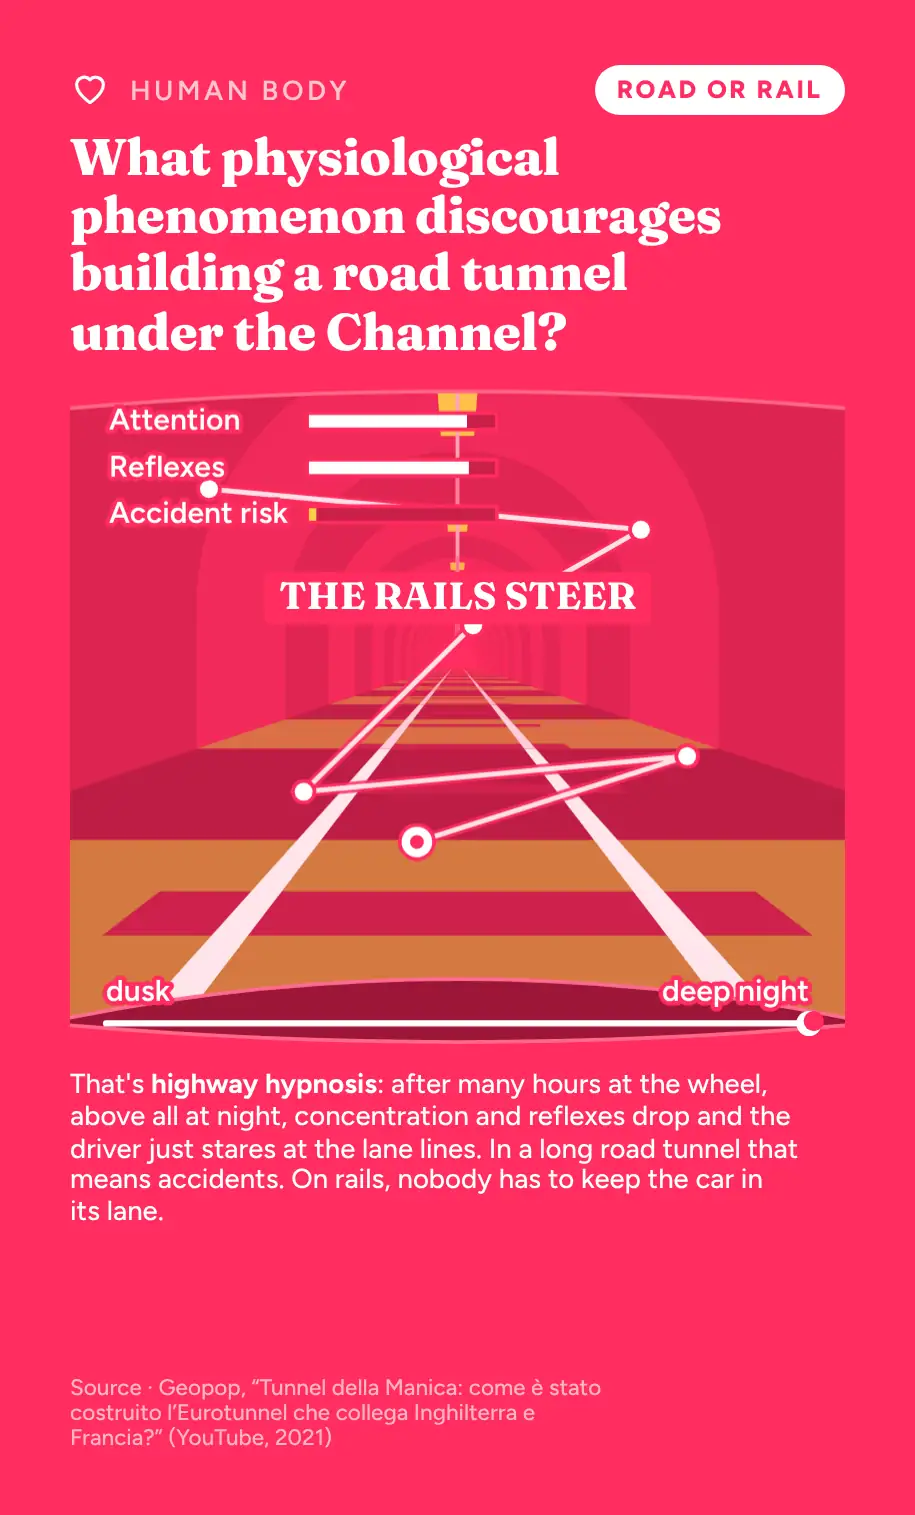 HUMAN BODY
ROAD OR RAIL
What physiological
phenomenon discourages
building a road tunnel
under the Channel?
Attention
Reflexes
Accident risk
THE RAILS STEER
dusk
deep night
That's highway hypnosis: after many hours at the wheel,
above all at night, concentration and reflexes drop and the
driver just stares at the lane lines. In a long road tunnel that
means accidents. On rails, nobody has to keep the car in
its lane.
Source · Geopop, “Tunnel della Manica: come è stato
costruito l’Eurotunnel che collega Inghilterra e
Francia?” (YouTube, 2021)